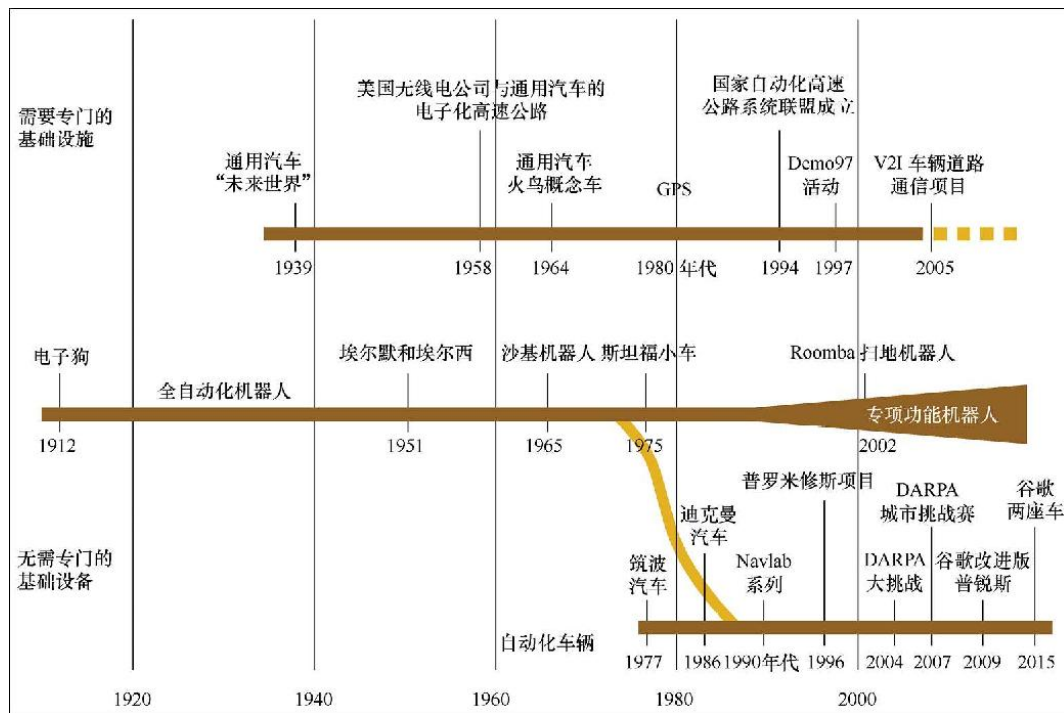 需要专门的
基础设施
美国无线电公司与通用汽车的
电子化高速公路
国家自动化高速
公路系统联盟成立
通用汽车
“未来世界”
通用汽车
火鸟概念车
GPS
Demo97
活动
V2I 车辆道路
通信项目
1939
1958
1964
1980 年代
1994
1997
2005
电子狗
全自动化机器人
埃尔默和埃尔西
沙基机器人
斯坦福小车
Roomba 扫地机器人
专项功能机器人
1912
1951
1965
1975
2002
无需专门的
基础设备
筑波
汽车
迪克曼
汽车
Navlab
系列
普罗米修斯项目
DARPA
大挑战
DARPA
城市挑战赛
谷歌改进版
普锐斯
谷歌
两座车
自动化车辆
1977
1986
1990年代
1996
2004
2007
2009
2015
1920
1940
1960
1980
2000